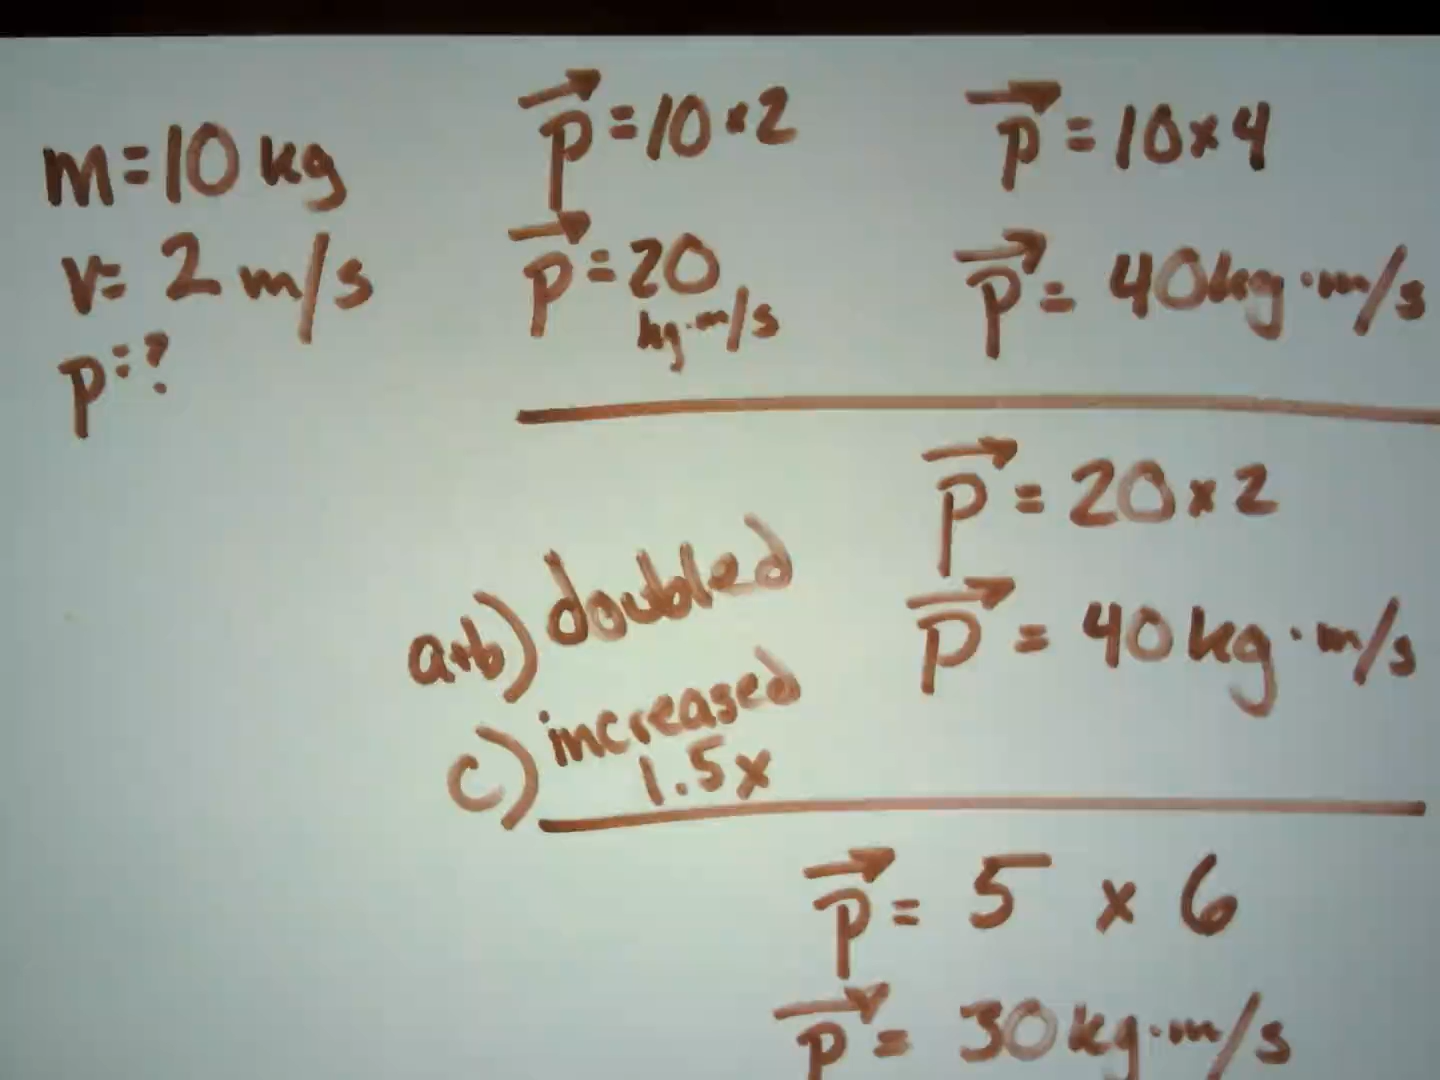 m=10 kg
v= 2 m/s
p=?
p=10×2
p=20
kg·m/s
p=10×4
p= 40kg·m/s
p= 20×2
p= 40kg·m/s
a+b) doubled
c) increased
1.5x
p= 5 × 6
p= 30kg·m/s